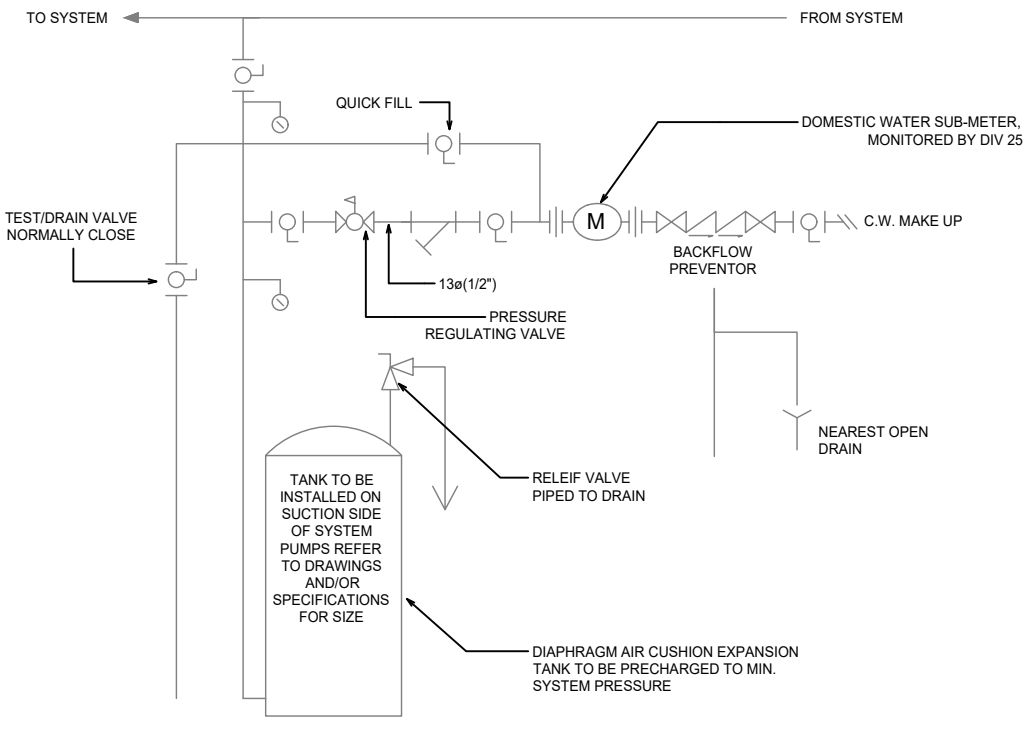 TO SYSTEM
FROM SYSTEM
QUICK FILL
DOMESTIC WATER SUB-METER,
MONITORED BY DIV 25
TEST/DRAIN VALVE
NORMALLY CLOSE
M
C.W. MAKE UP
BACKFLOW
PREVENTOR
13ø(1/2")
PRESSURE
REGULATING VALVE
NEAREST OPEN
DRAIN
RELEIF VALVE
PIPED TO DRAIN
TANK TO BE
INSTALLED ON
SUCTION SIDE
OF SYSTEM
PUMPS REFER
TO DRAWINGS
AND/OR
SPECIFICATIONS
FOR SIZE
DIAPHRAGM AIR CUSHION EXPANSION
TANK TO BE PRECHARGED TO MIN.
SYSTEM PRESSURE